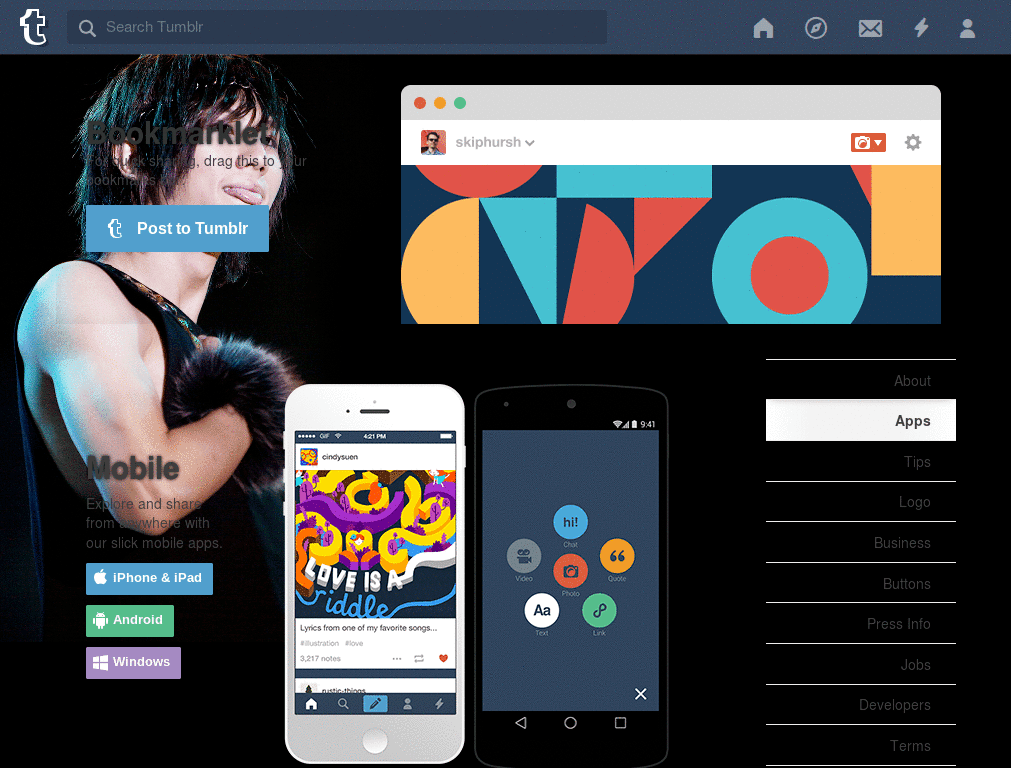 Search Tumblr
Bookmarklet
For quick sharing, drag this to your
bookmarks bar.
Post to Tumblr
skiphursh
Mobile
Explore and share
from anywhere with
our slick mobile apps.
iPhone & iPad
Android
Windows
GIF
4:21 PM
cindysuen
LOVE IS A
riddle
Lyrics from one of my favorite songs...
#illustration #love
3,217 notes
rustic-things
9:41
hi!
Chat
Video
Quote
Photo
Aa
Text
Link
About
Apps
Tips
Logo
Business
Buttons
Press Info
Jobs
Developers
Terms